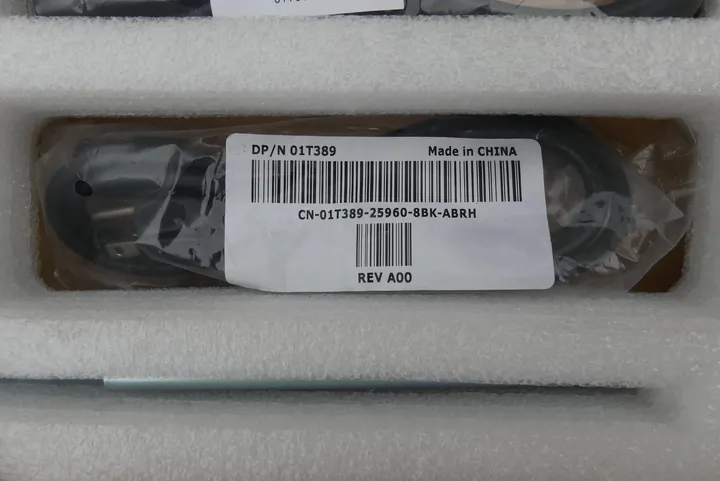 DP/N 01T389 Made in CHINA
CN-01T389-25960-8BK-ABRH
REV A00